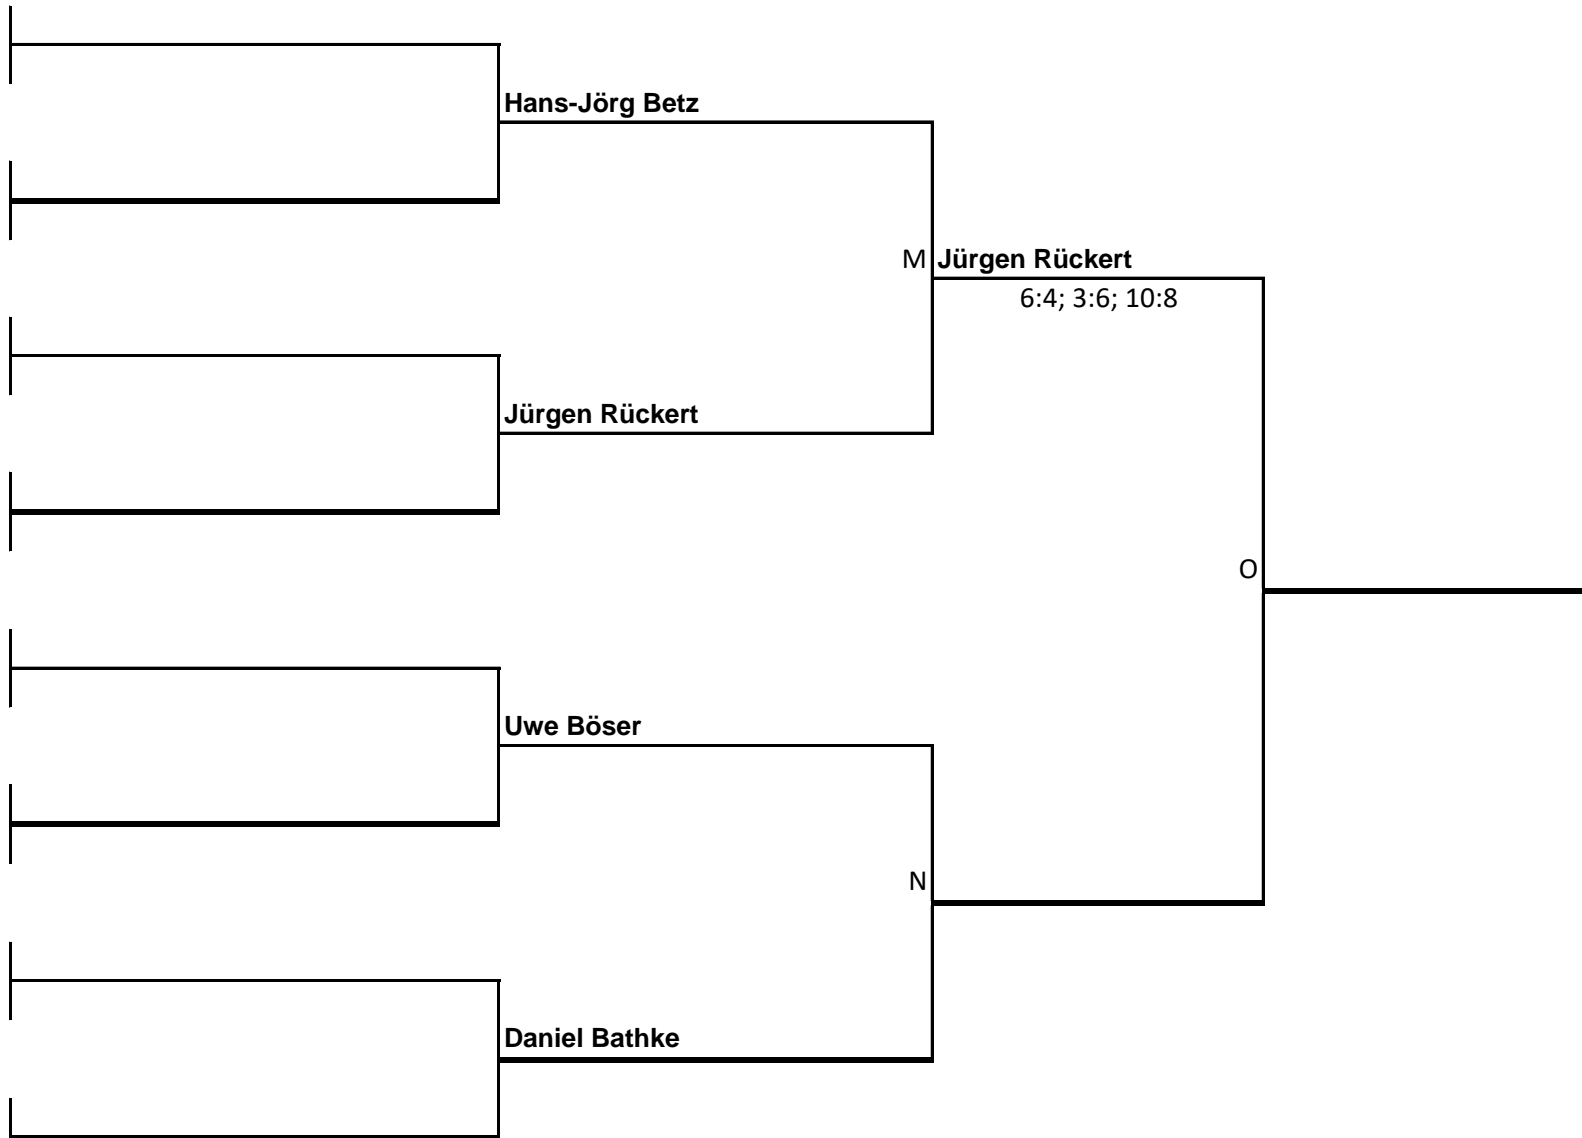 Hans-Jörg Betz
M Jürgen Rückert
6:4; 3:6; 10:8
Jürgen Rückert
O
Uwe Böser
N
Daniel Bathke